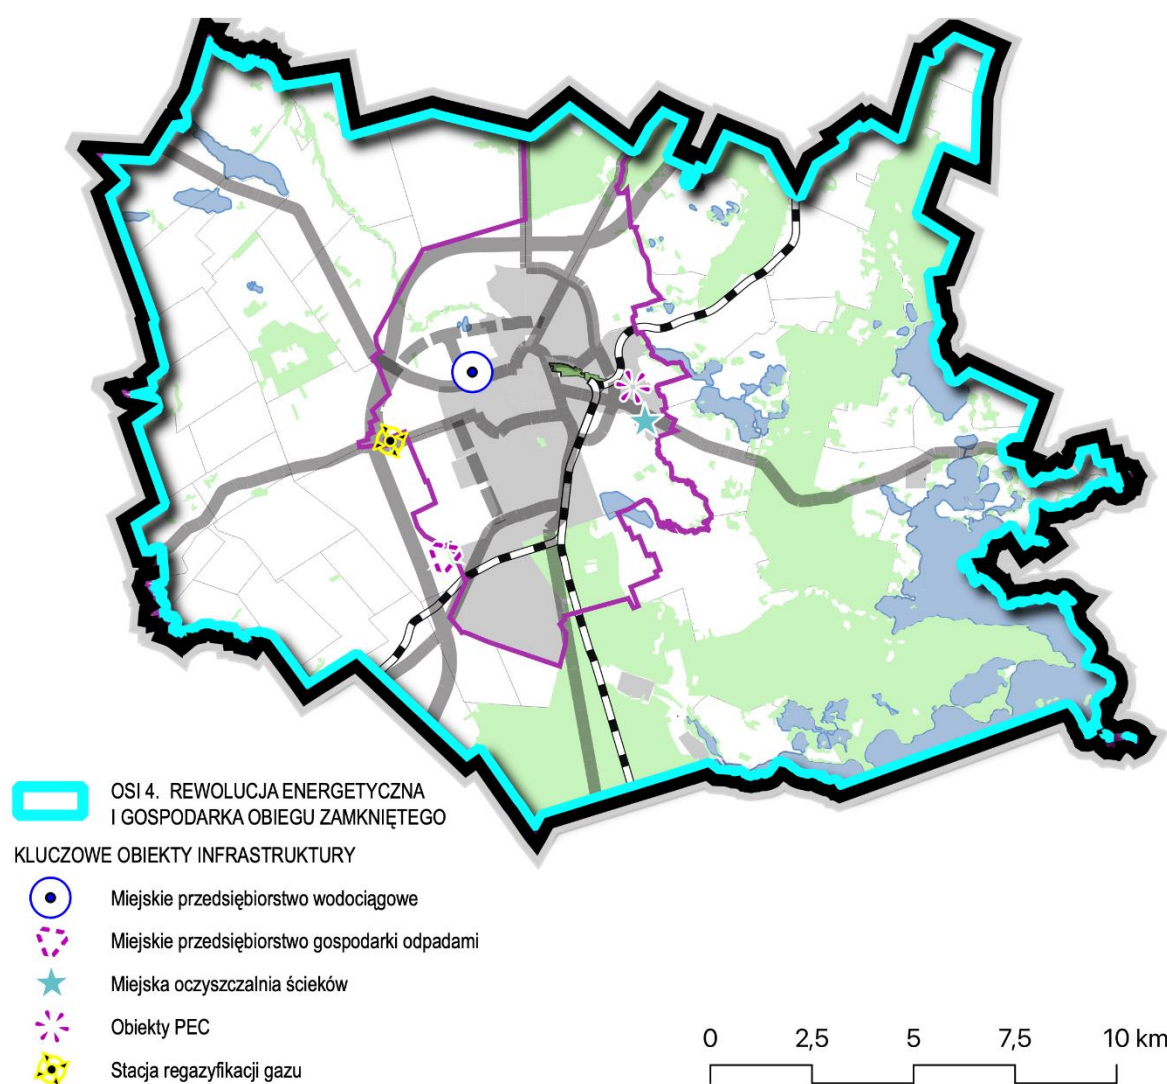 OSI 4. REWOLUCJA ENERGETYCZNA
I GOSPODARKA OBIEGU ZAMKNIĘTEGO
KLUCZOWE OBIEKTY INFRASTRUKTURY
Miejskie przedsiębiorstwo wodociągowe
Miejskie przedsiębiorstwo gospodarki odpadami
Miejska oczyszczalnia ścieków
Obiekty PEC
Stacja regazyfikacji gazu
0 2,5 5 7,5 10 km